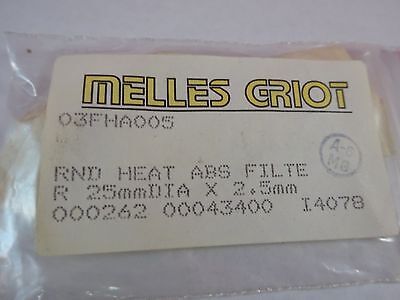 MELLES GRIOT
03FHA005
RND HEAT ABS FILTE
R 25mmDIA X 2.5mm
000262 00043400 I4078